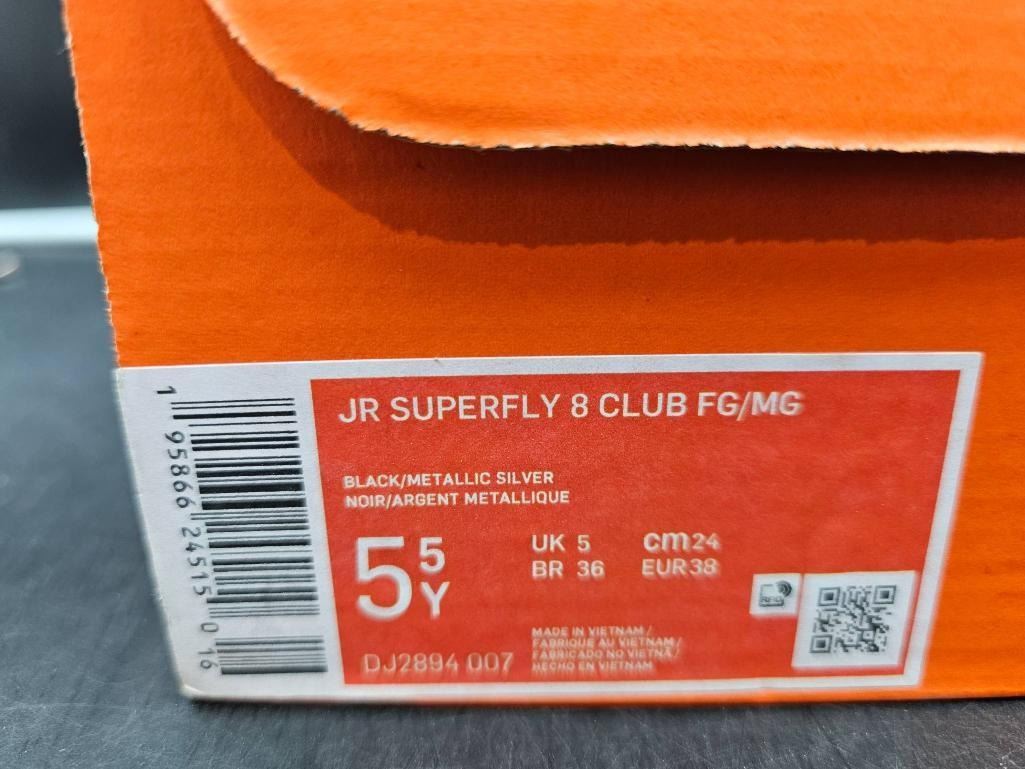 JR SUPERFLY 8 CLUB FG/MG
BLACK/METALLIC SILVER
NOIR/ARGENT METALLIQUE
5 5 Y
UK 5 cm 24
BR 36 EUR 38
MADE IN VIETNAM /
FABRIQUE AU VIETNAM /
FABRICADO NO VIETNÃ /
HECHO EN VIETNAM
DJ2894 007
RFID
1 95866 24515 0 16